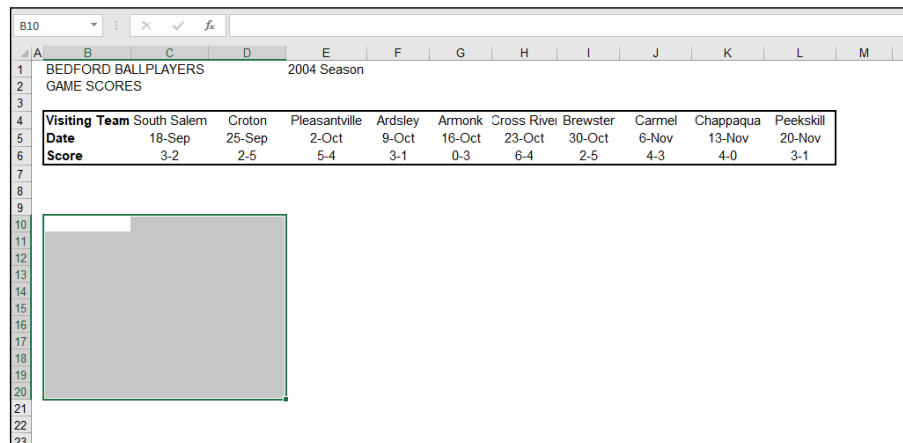 B10 fx
A B C D E F G H I J K L M
1 BEDFORD BALLPLAYERS 2004 Season
2 GAME SCORES
3
4 Visiting Team South Salem Croton Pleasantville Ardsley Armonk Cross River Brewster Carmel Chappaqua Peekskill
5 Date 18-Sep 25-Sep 2-Oct 9-Oct 16-Oct 23-Oct 30-Oct 6-Nov 13-Nov 20-Nov
6 Score 3-2 2-5 5-4 3-1 0-3 6-4 2-5 4-3 4-0 3-1
7
8
9
10
11
12
13
14
15
16
17
18
19
20
21
22
23